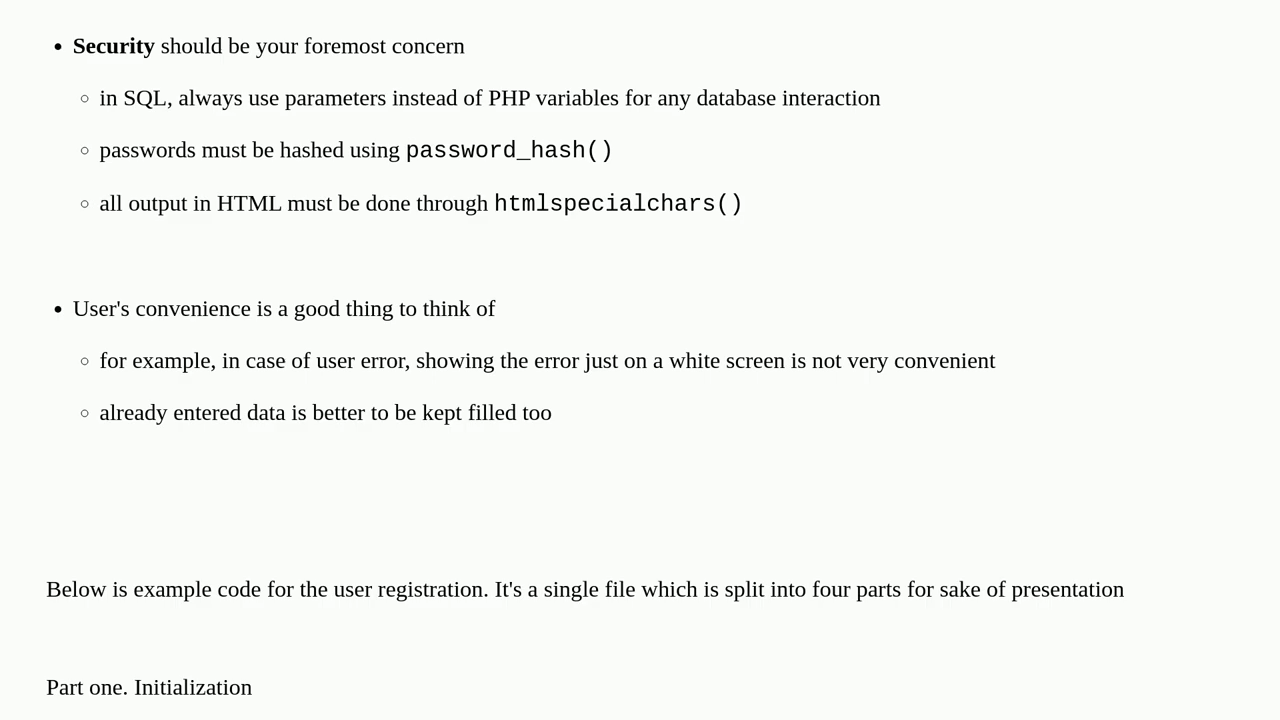 Security should be your foremost concern
in SQL, always use parameters instead of PHP variables for any database interaction
passwords must be hashed using password_hash()
all output in HTML must be done through htmlspecialchars()
User's convenience is a good thing to think of
for example, in case of user error, showing the error just on a white screen is not very convenient
already entered data is better to be kept filled too
Below is example code for the user registration. It's a single file which is split into four parts for sake of presentation
Part one. Initialization